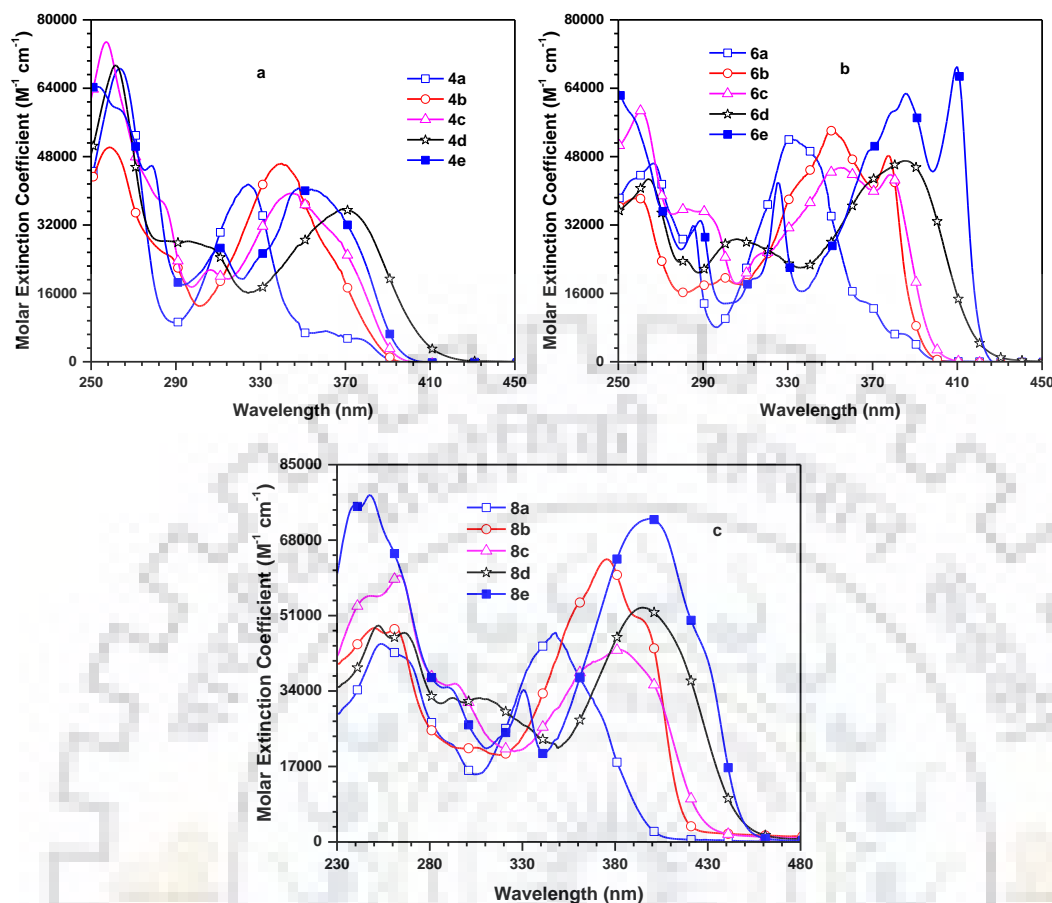 80000
64000
48000
32000
16000
0
Molar Extinction Coefficient (M-1 cm-1)
a
4a
4b
4c
4d
4e
250 290 330 370 410 450
Wavelength (nm)
80000
64000
48000
32000
16000
0
Molar Extinction Coefficient (M-1 cm-1)
b
6a
6b
6c
6d
6e
250 290 330 370 410 450
Wavelength (nm)
85000
68000
51000
34000
17000
0
Molar Extinction Coefficient (M-1 cm-1)
c
8a
8b
8c
8d
8e
230 280 330 380 430 480
Wavelength (nm)